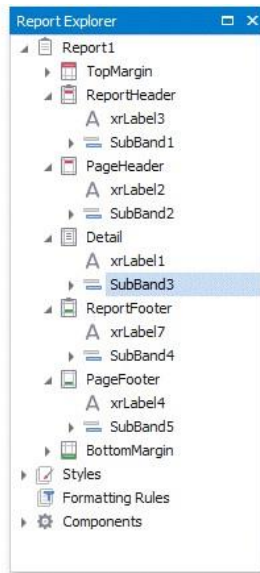 Report Explorer
Report1
TopMargin
ReportHeader
xrLabel3
SubBand1
PageHeader
xrLabel2
SubBand2
Detail
xrLabel1
SubBand3
ReportFooter
xrLabel7
SubBand4
PageFooter
xrLabel4
SubBand5
BottomMargin
Styles
Formatting Rules
Components